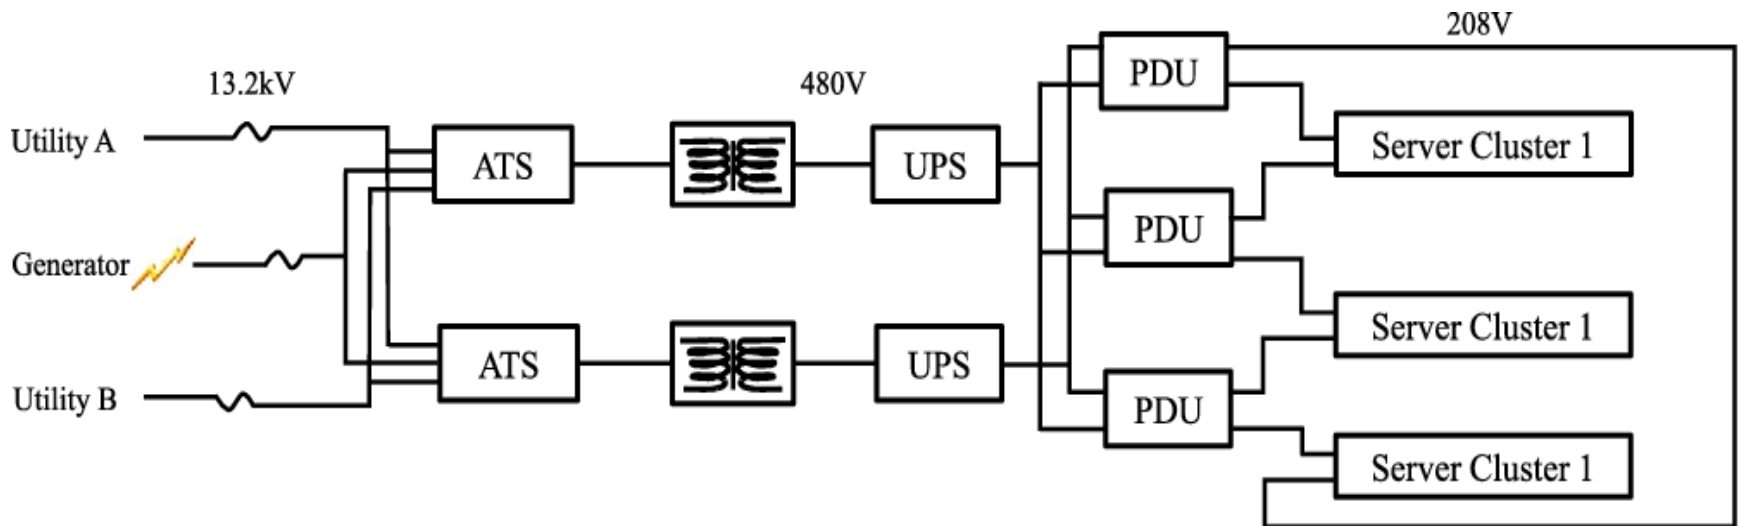 208V
13.2kV
480V
PDU
Utility A
ATS
UPS
Server Cluster 1
PDU
Generator
Server Cluster 1
ATS
UPS
Utility B
PDU
Server Cluster 1